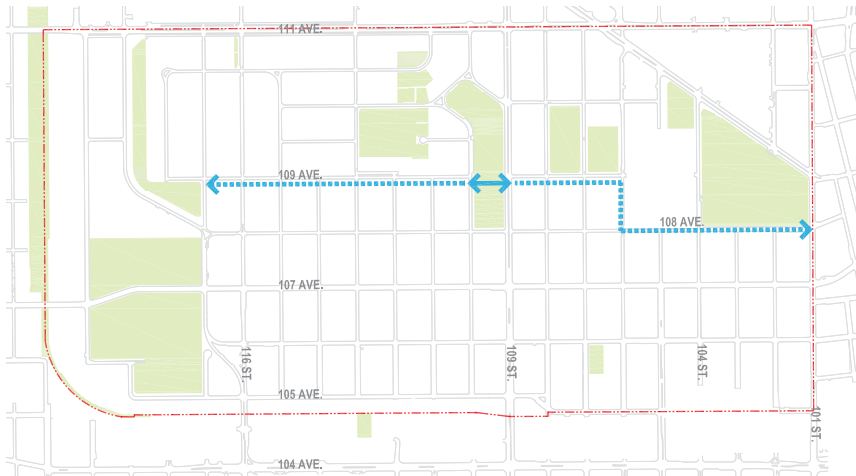 111 AVE.
109 AVE.
108 AVE.
107 AVE.
116 ST.
109 ST.
104 ST.
105 AVE.
101 ST.
104 AVE.